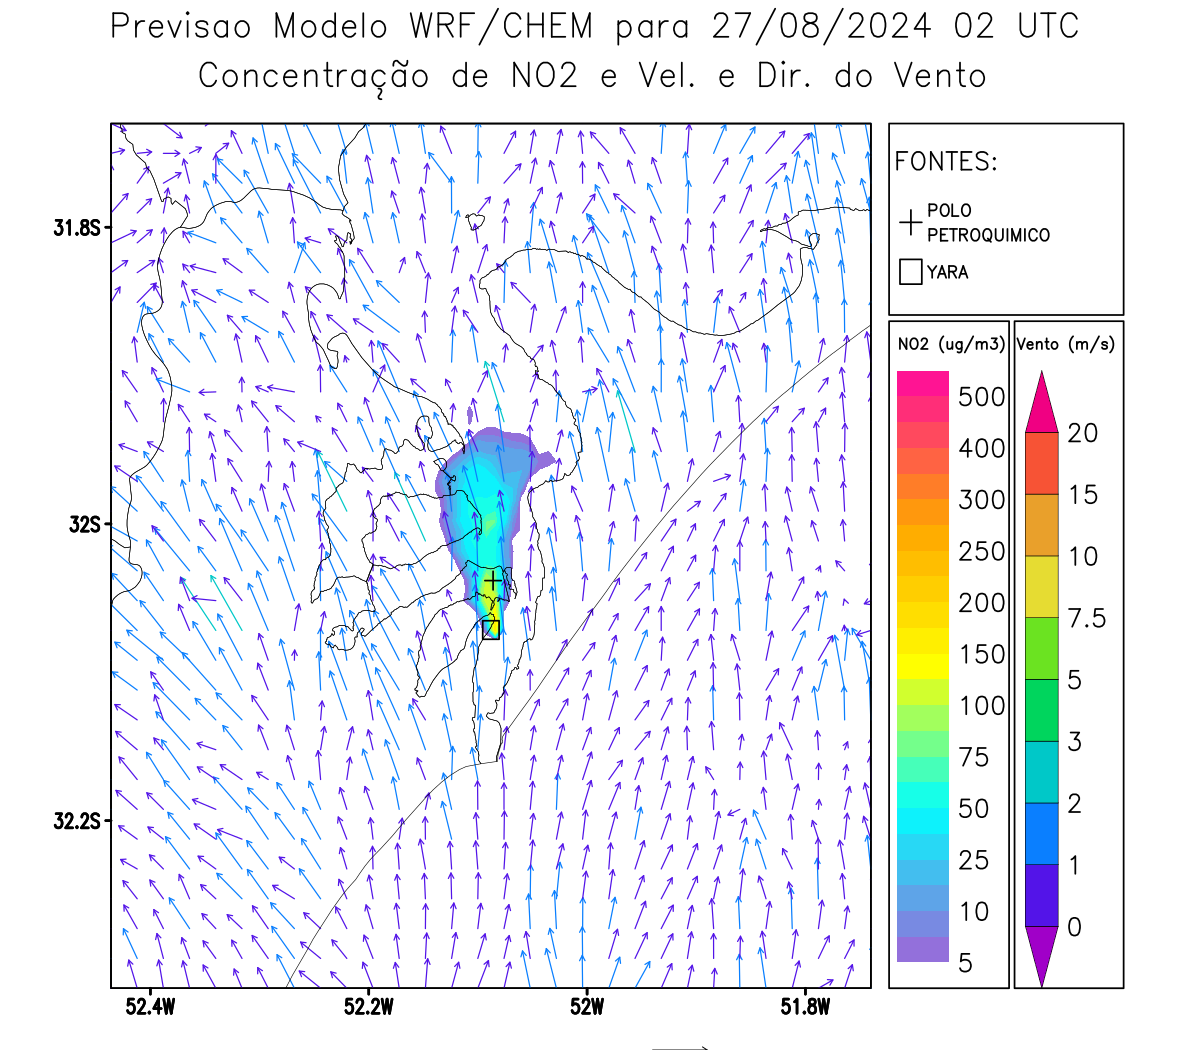 Previsao Modelo WRF/CHEM para 27/08/2024 02 UTC
Concentração de NO2 e Vel. e Dir. do Vento
FONTES:
POLO
PETROQUIMICO
YARA
NO2 (ug/m3)
500
400
300
250
200
150
100
75
50
25
10
5
Vento (m/s)
20
15
10
7.5
5
3
2
1
0
31.8S
32S
32.2S
52.4W
52.2W
52W
51.8W